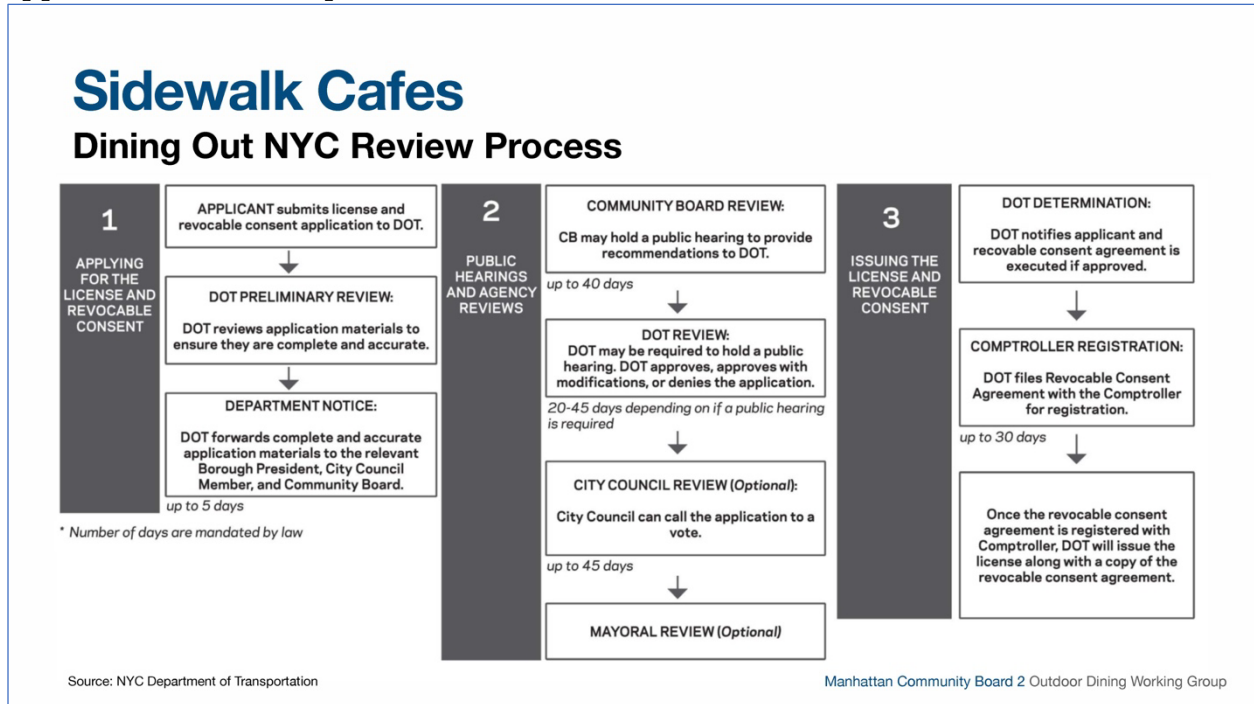 Sidewalk Cafes
Dining Out NYC Review Process
1
APPLYING
FOR THE
LICENSE AND
REVOCABLE
CONSENT
APPLICANT submits license and
revocable consent application to DOT.
DOT PRELIMINARY REVIEW:
DOT reviews application materials to
ensure they are complete and accurate.
DEPARTMENT NOTICE:
DOT forwards complete and accurate
application materials to the relevant
Borough President, City Council
Member, and Community Board.
up to 5 days
* Number of days are mandated by law
2
PUBLIC
HEARINGS
AND AGENCY
REVIEWS
COMMUNITY BOARD REVIEW:
CB may hold a public hearing to provide
recommendations to DOT.
up to 40 days
DOT REVIEW:
DOT may be required to hold a public
hearing. DOT approves, approves with
modifications, or denies the application.
20-45 days depending on if a public hearing
is required
CITY COUNCIL REVIEW (Optional):
City Council can call the application to a
vote.
up to 45 days
MAYORAL REVIEW (Optional)
3
ISSUING THE
LICENSE AND
REVOCABLE
CONSENT
DOT DETERMINATION:
DOT notifies applicant and
recovable consent agreement is
executed if approved.
COMPTROLLER REGISTRATION:
DOT files Revocable Consent
Agreement with the Comptroller
for registration.
up to 30 days
Once the revocable consent
agreement is registered with
Comptroller, DOT will issue the
license along with a copy of the
revocable consent agreement.
Source: NYC Department of Transportation
Manhattan Community Board 2 Outdoor Dining Working Group